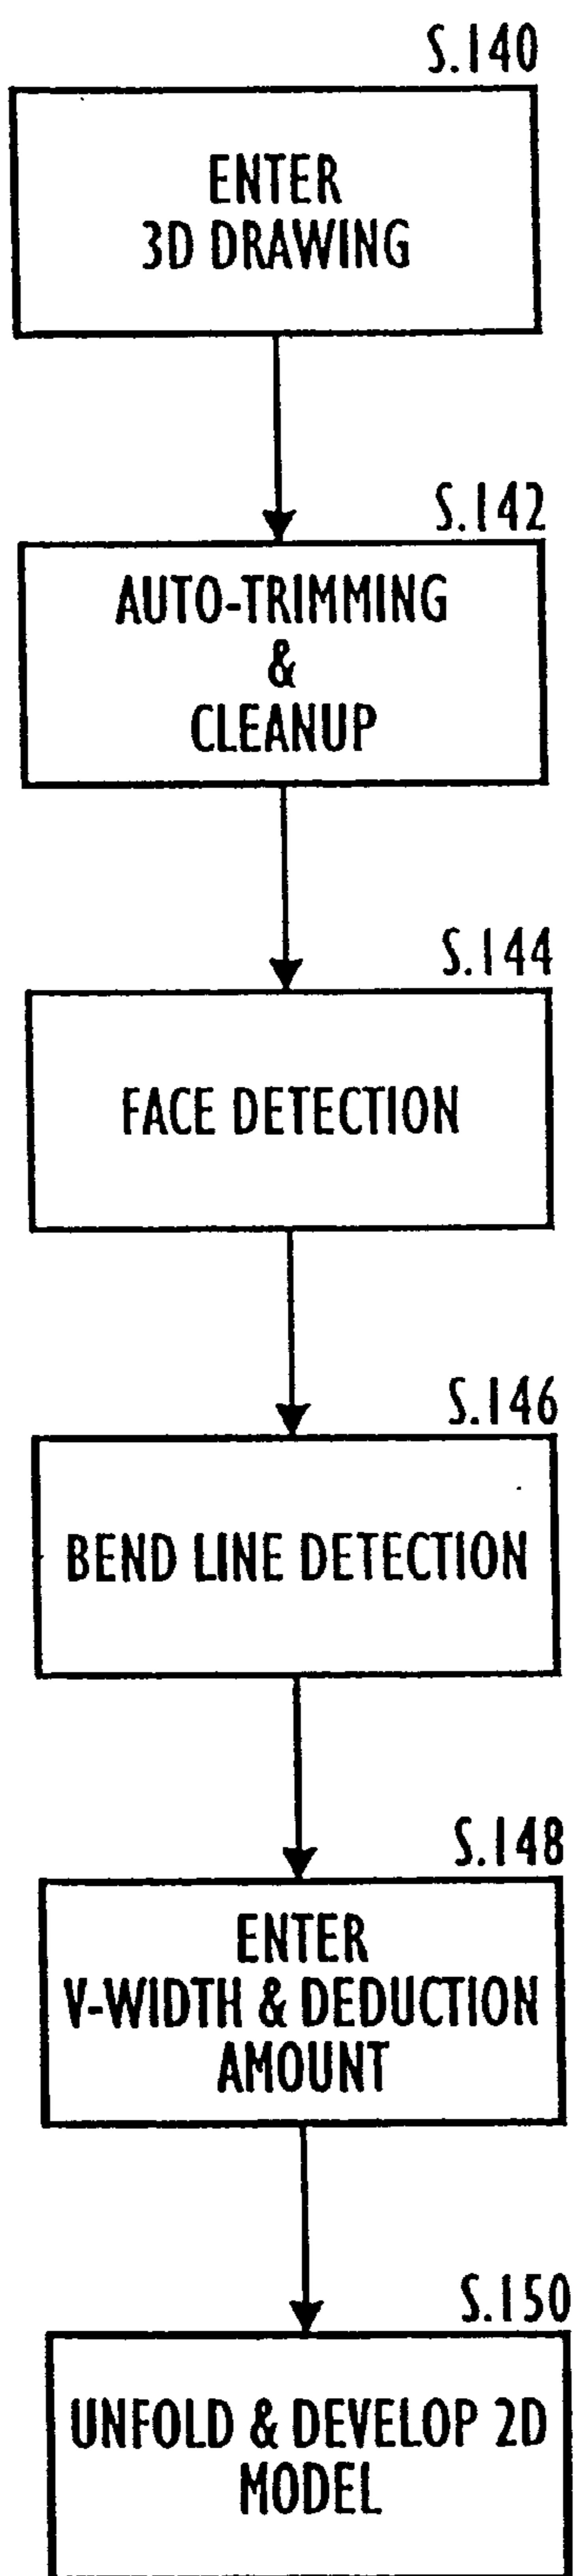 S.140
ENTER
3D DRAWING
S.142
AUTO-TRIMMING
&
CLEANUP
S.144
FACE DETECTION
S.146
BEND LINE DETECTION
S.148
ENTER
V-WIDTH & DEDUCTION
AMOUNT
S.150
UNFOLD & DEVELOP 2D
MODEL